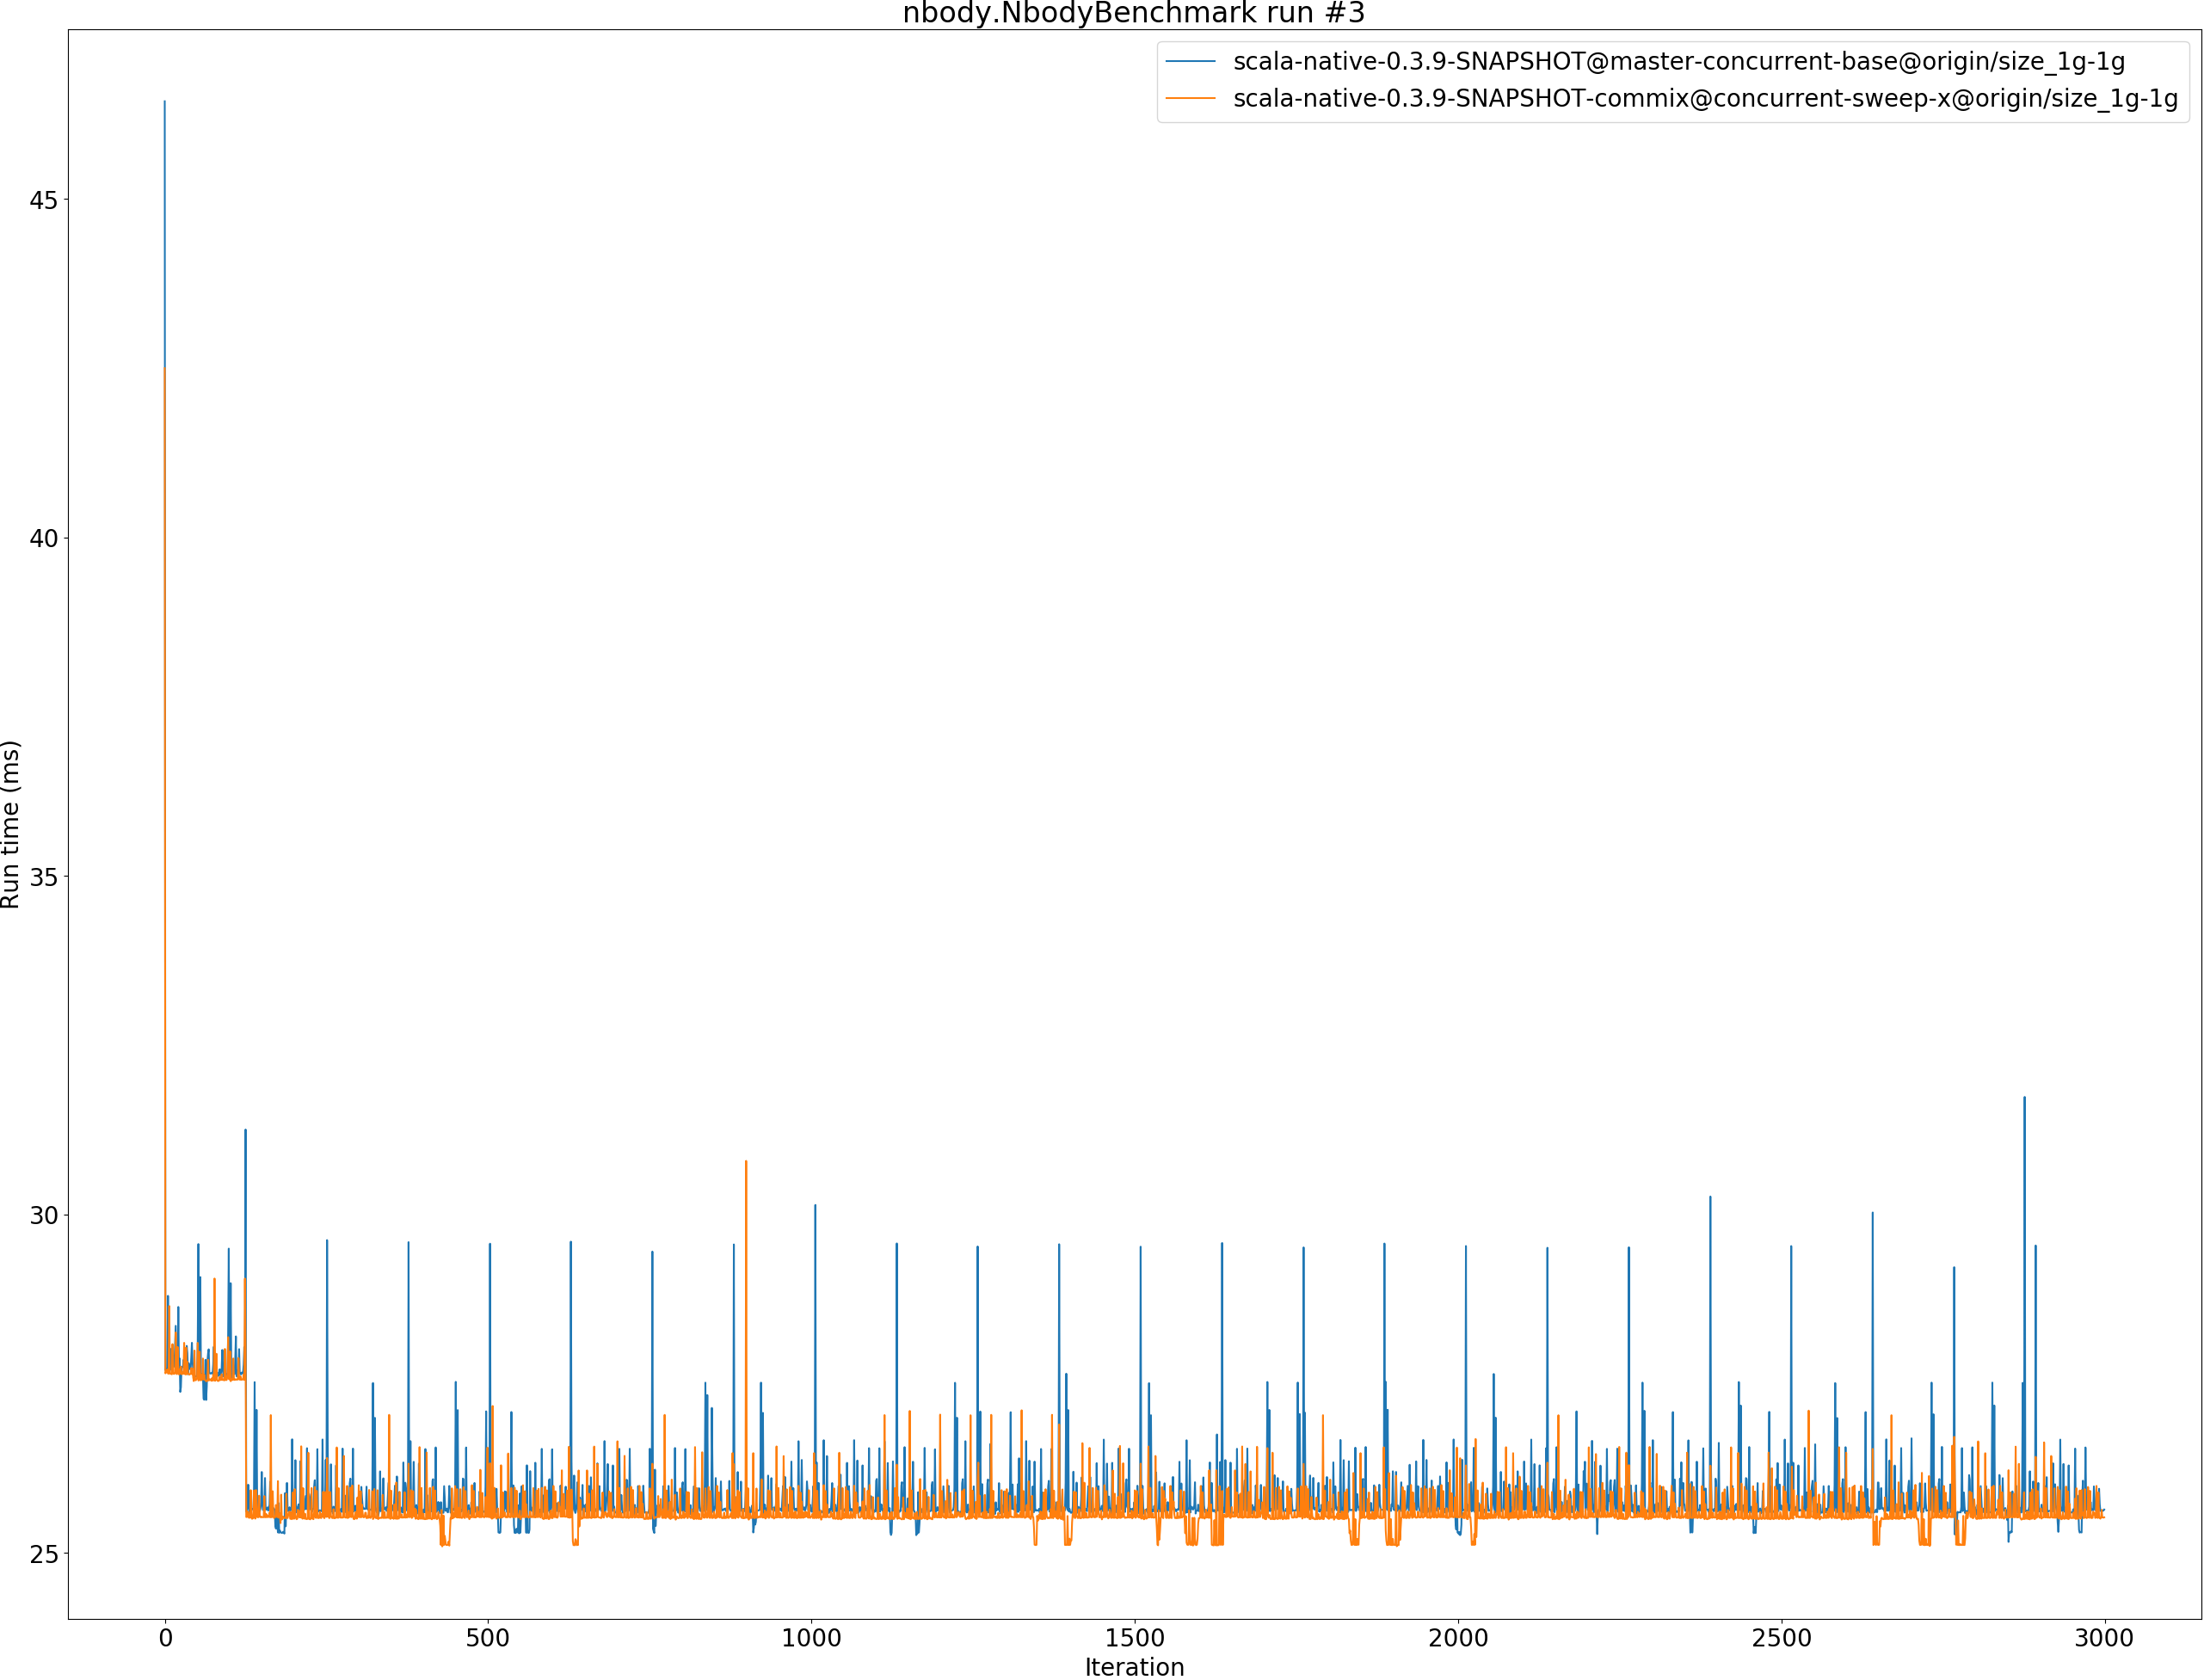 nbody.NbodyBenchmark run #3
scala-native-0.3.9-SNAPSHOT@master-concurrent-base@origin/size_1g-1g
scala-native-0.3.9-SNAPSHOT-commix@concurrent-sweep-x@origin/size_1g-1g
45
40
35
30
25
Run time (ms)
0 500 1000 1500 2000 2500 3000
Iteration